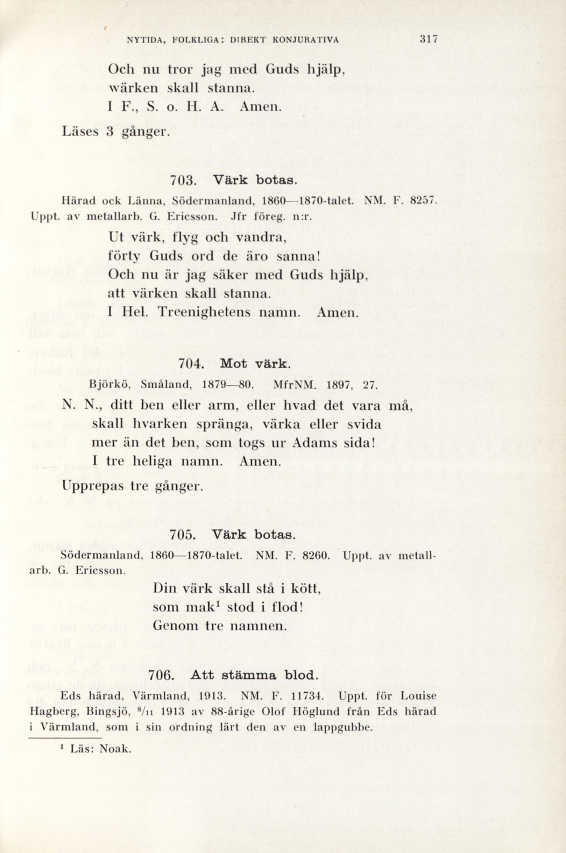 NYTIDA, FOLKLIGA: DIREKT KONJURATIVA 317
Och nu tror jag med Guds hjälp,
wärken skall stanna.
I F., S. o. H. A. Amen.
Läses 3 gånger.
703. Värk botas.
Härad ock Länna, Södermanland, 1860—1870-talet. NM. F. 8257.
Uppt. av metallarb. G. Ericsson. Jfr föreg. n:r.
Ut värk, flyg och vandra,
förty Guds ord de äro sanna!
Och nu är jag säker med Guds hjälp,
att värken skall stanna.
I Hel. Treenighetens namn. Amen.
704. Mot värk.
Björkö, Småland, 1879—80. MfrNM. 1897, 27.
N. N., ditt ben eller arm, eller hvad det vara må,
skall hvarken spränga, värka eller svida
mer än det ben, som togs ur Adams sida!
I tre heliga namn. Amen.
Upprepas tre gånger.
705. Värk botas.
Södermanland, 1860—1870-talet. NM. F. 8260. Uppt. av metall-
arb. G. Ericsson.
Din värk skall stå i kött,
som mak¹ stod i flod!
Genom tre namnen.
706. Att stämma blod.
Eds härad, Värmland, 1913. NM. F. 11734. Uppt. för Louise
Hagberg, Bingsjö, ⁸/₁₁ 1913 av 88-årige Olof Höglund från Eds härad
i Värmland, som i sin ordning lärt den av en lappgubbe.
¹ Läs: Noak.